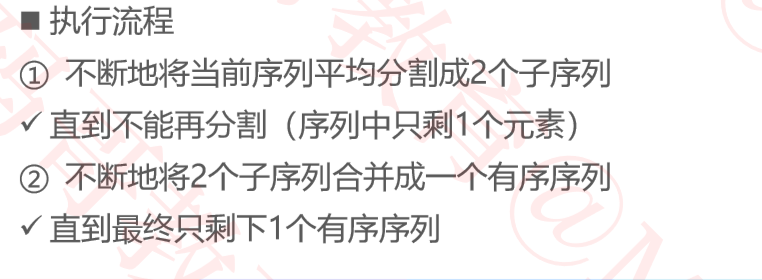 ■ 执行流程
① 不断地将当前序列平均分割成2个子序列
✓ 直到不能再分割（序列中只剩1个元素）
② 不断地将2个子序列合并成一个有序序列
✓ 直到最终只剩下1个有序序列